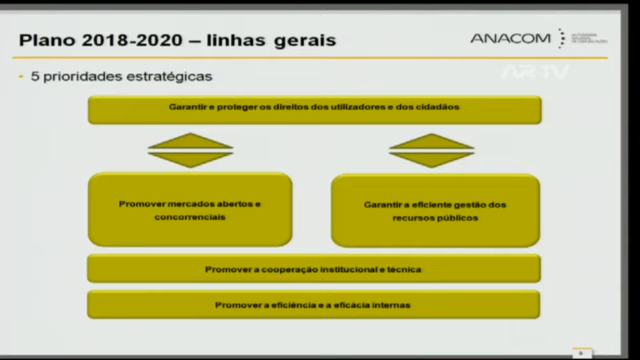 Plano 2018-2020 – linhas gerais
ANACOM
ARTV
• 5 prioridades estratégicas
Garantir e proteger os direitos dos utilizadores e dos cidadãos
Promover mercados abertos e
concorrenciais
Garantir a eficiente gestão dos
recursos públicos
Promover a cooperação institucional e técnica
Promover a eficiência e a eficácia internas